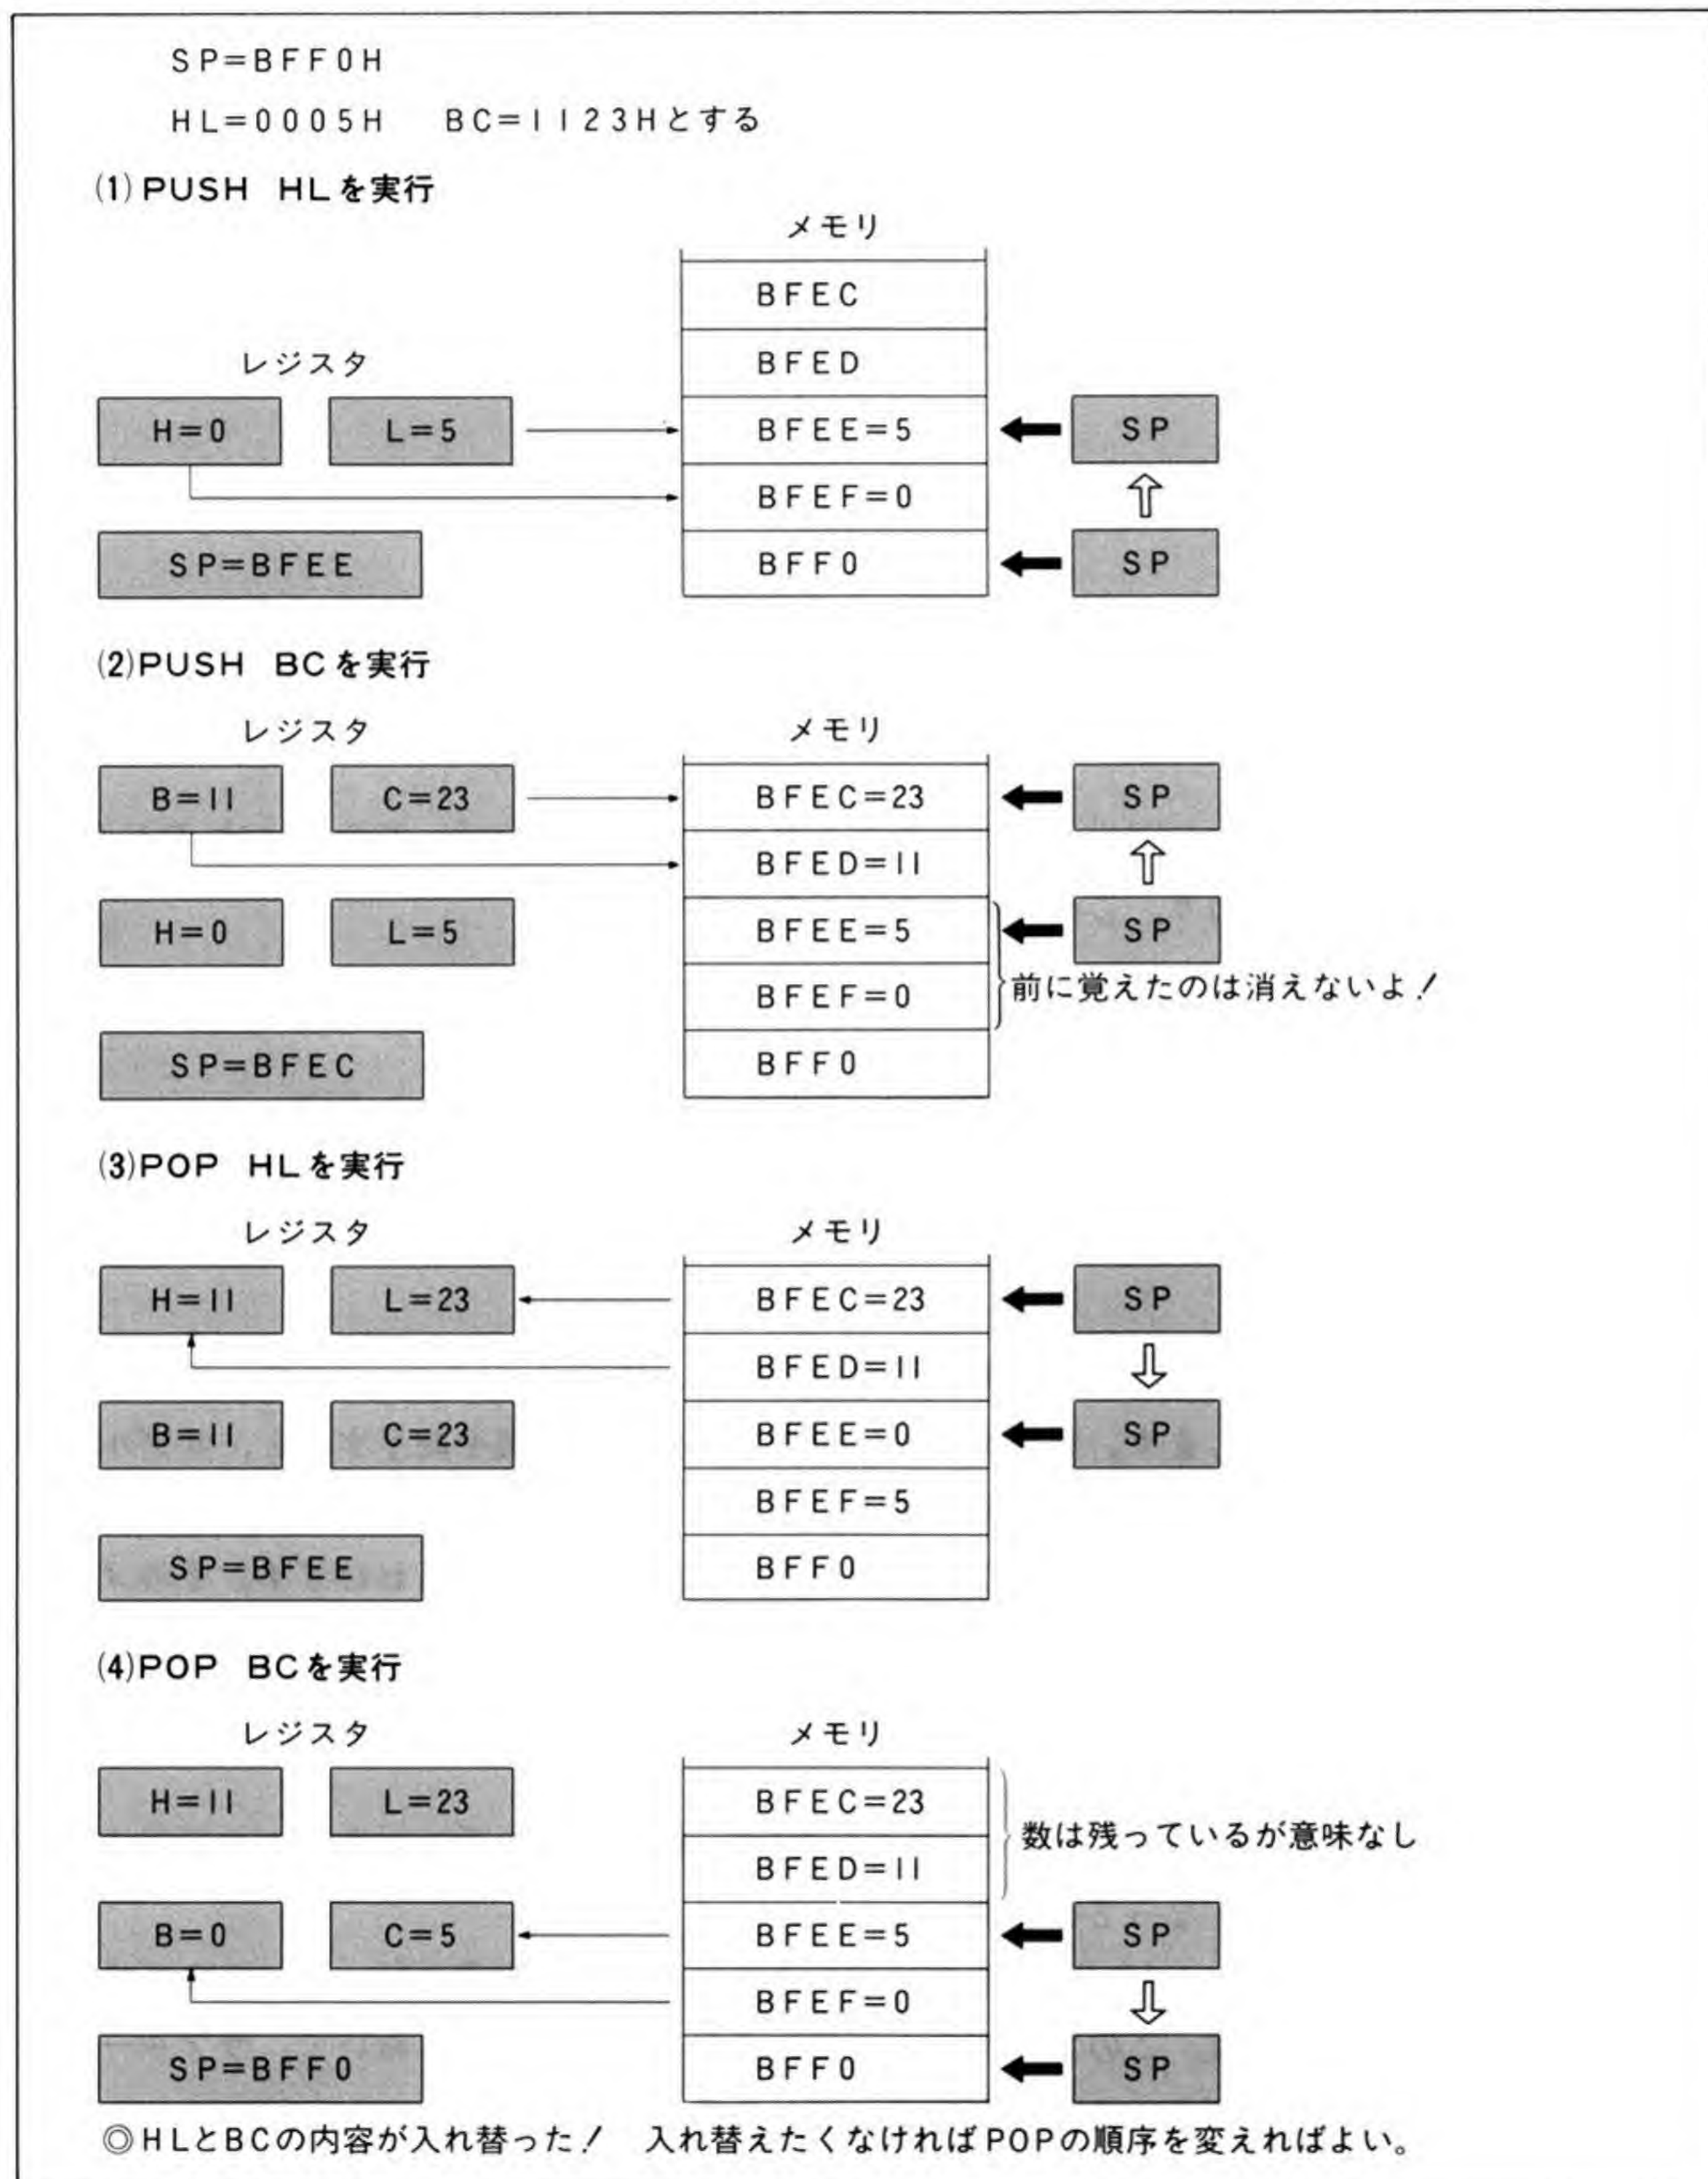 SP=BFF0H
HL=0005H BC=1123Hとする
(1)PUSH HLを実行
メモリ
BFEC
レジスタ
BFED
H=0 L=5 BFEE=5 SP
BFEF=0
SP=BFEE BFF0 SP
(2)PUSH BCを実行
レジスタ メモリ
B=11 C=23 BFEC=23 SP
BFED=11
H=0 L=5 BFEE=5 SP
BFEF=0 前に覚えたのは消えないよ!
SP=BFEC BFF0
(3)POP HLを実行
レジスタ メモリ
H=11 L=23 BFEC=23 SP
BFED=11
B=11 C=23 BFEE=0 SP
BFEF=5
SP=BFEE BFF0
(4)POP BCを実行
レジスタ メモリ
H=11 L=23 BFEC=23
数は残っているが意味なし
BFED=11
B=0 C=5 BFEE=5 SP
BFEF=0
SP=BFF0 BFF0 SP
◎HLとBCの内容が入れ替った! 入れ替えたくなければPOPの順序を変えればよい。